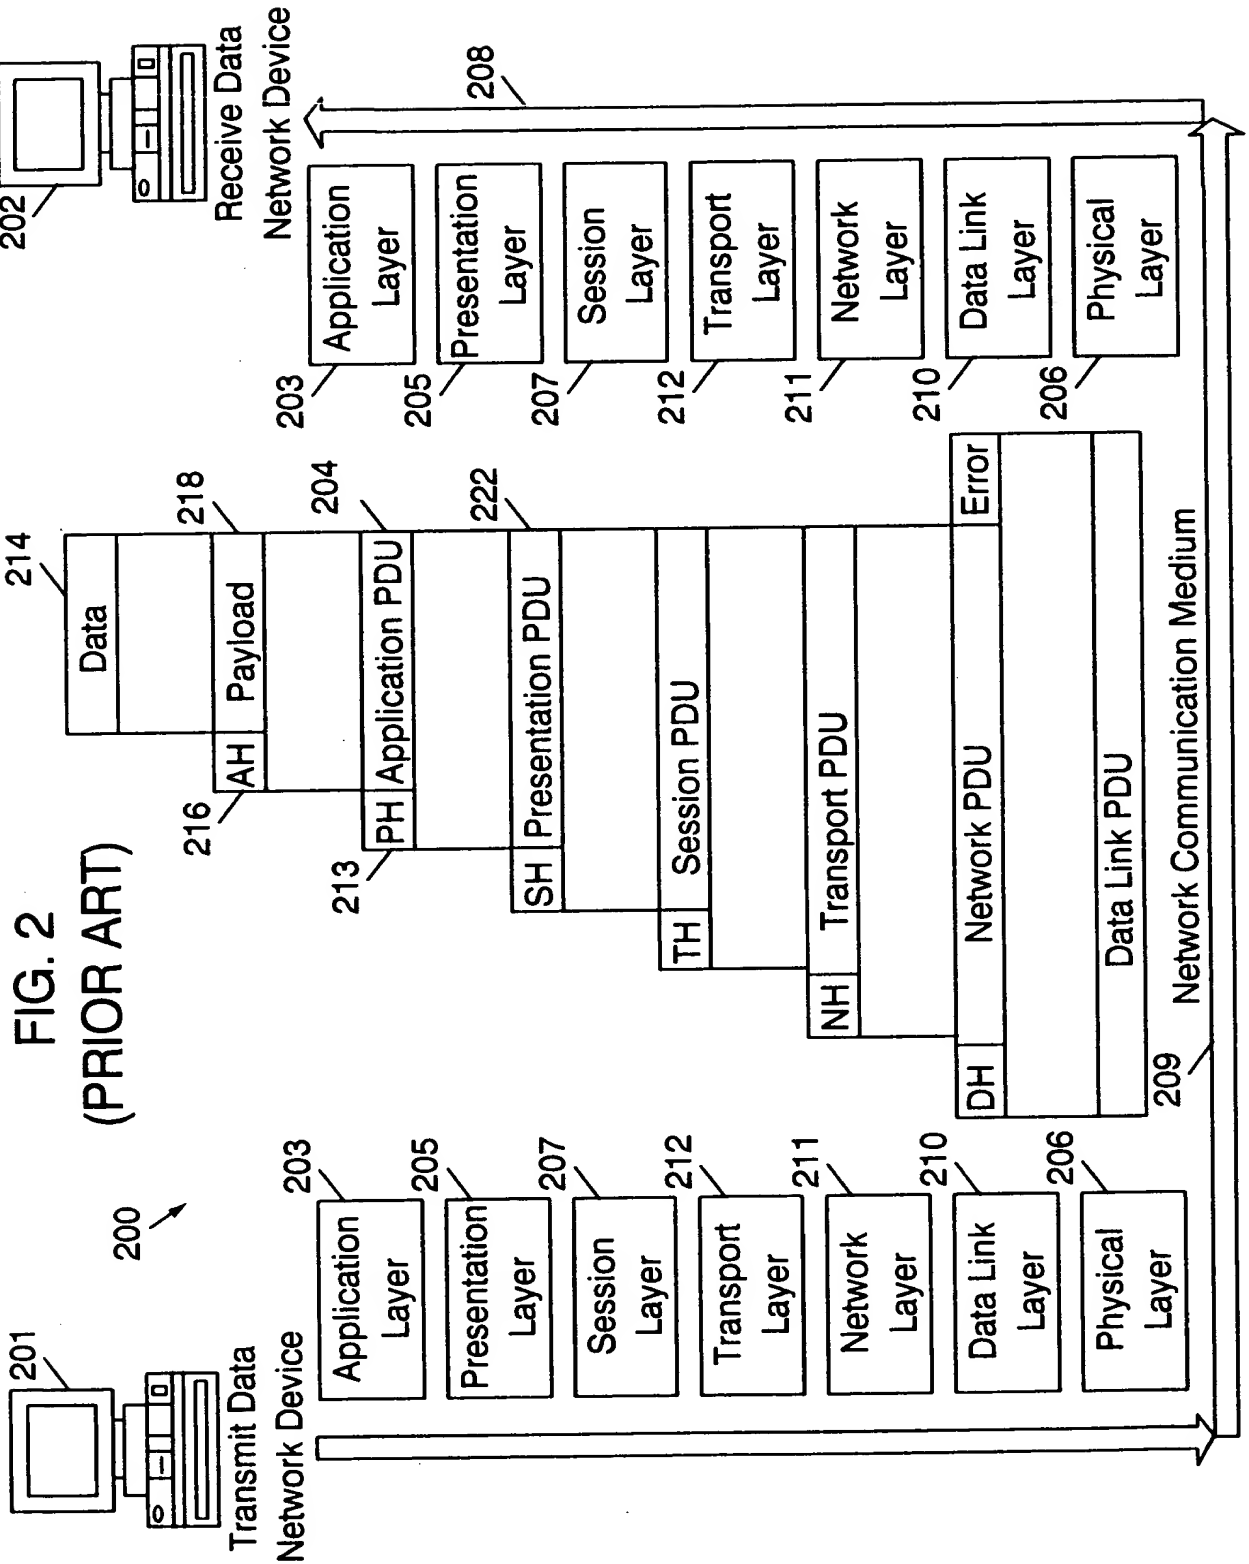 FIG. 2
(PRIOR ART)
200
201
Transmit Data
Network Device
203
Application
Layer
205
Presentation
Layer
207
Session
Layer
212
Transport
Layer
211
Network
Layer
210
Data Link
Layer
206
Physical
Layer
214
Data
216
218
AH
Payload
213
204
PH
Application PDU
222
SH
Presentation PDU
TH
Session PDU
NH
Transport PDU
DH
Network PDU
Error
Data Link PDU
209
Network Communication Medium
202
Receive Data
Network Device
208
203
Application
Layer
205
Presentation
Layer
207
Session
Layer
212
Transport
Layer
211
Network
Layer
210
Data Link
Layer
206
Physical
Layer